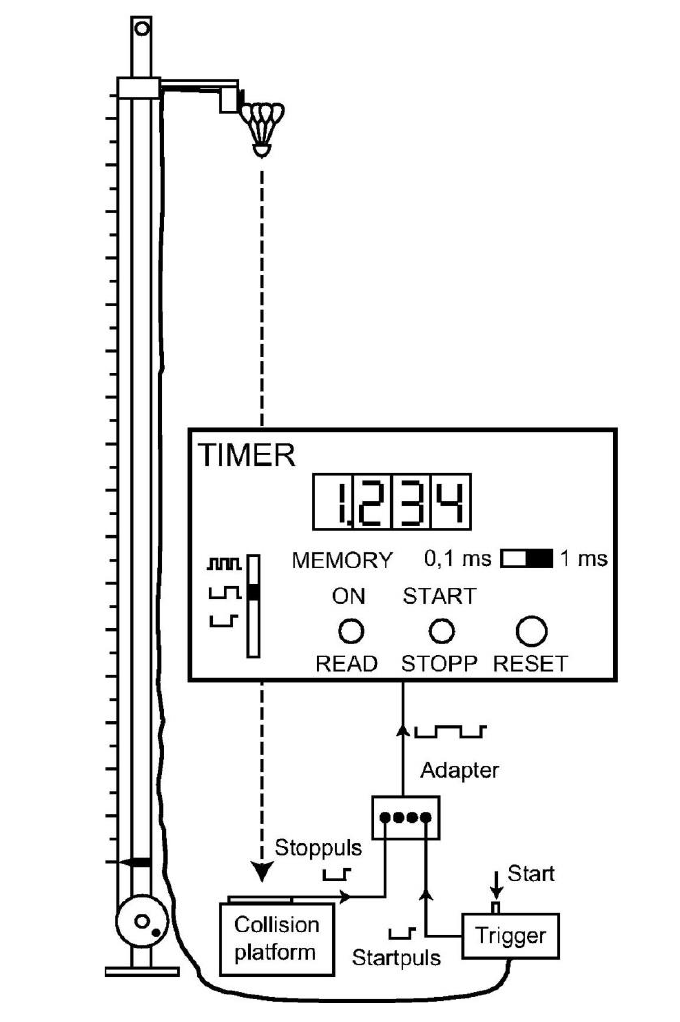 TIMER
1.234
MEMORY 0,1 ms 1 ms
ON START
READ STOPP RESET
Adapter
Stoppuls
Start
Collision
platform
Trigger
Startpuls